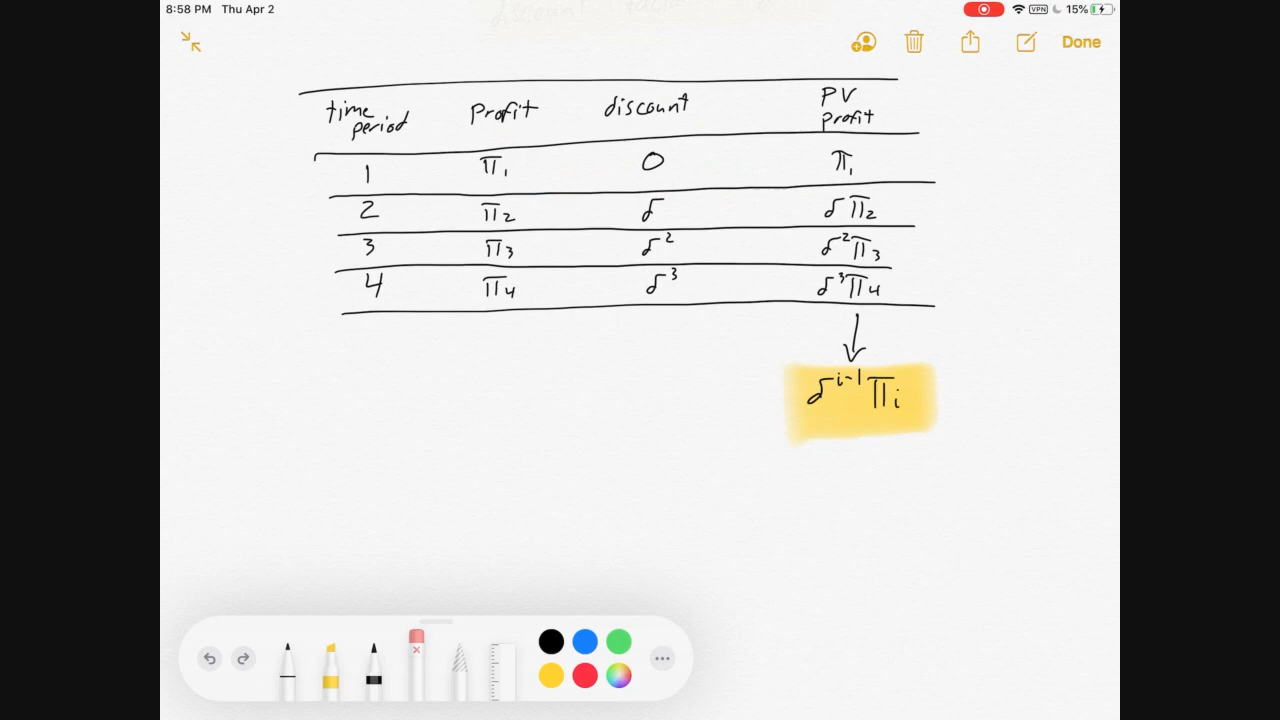 8:58 PM Thu Apr 2
VPN 15%
Done
time period Profit discount PV profit
1 π₁ 0 π₁
2 π₂ δ δπ₂
3 π₃ δ² δ²π₃
4 π₄ δ³ δ³π₄
δⁱ⁻¹πᵢ